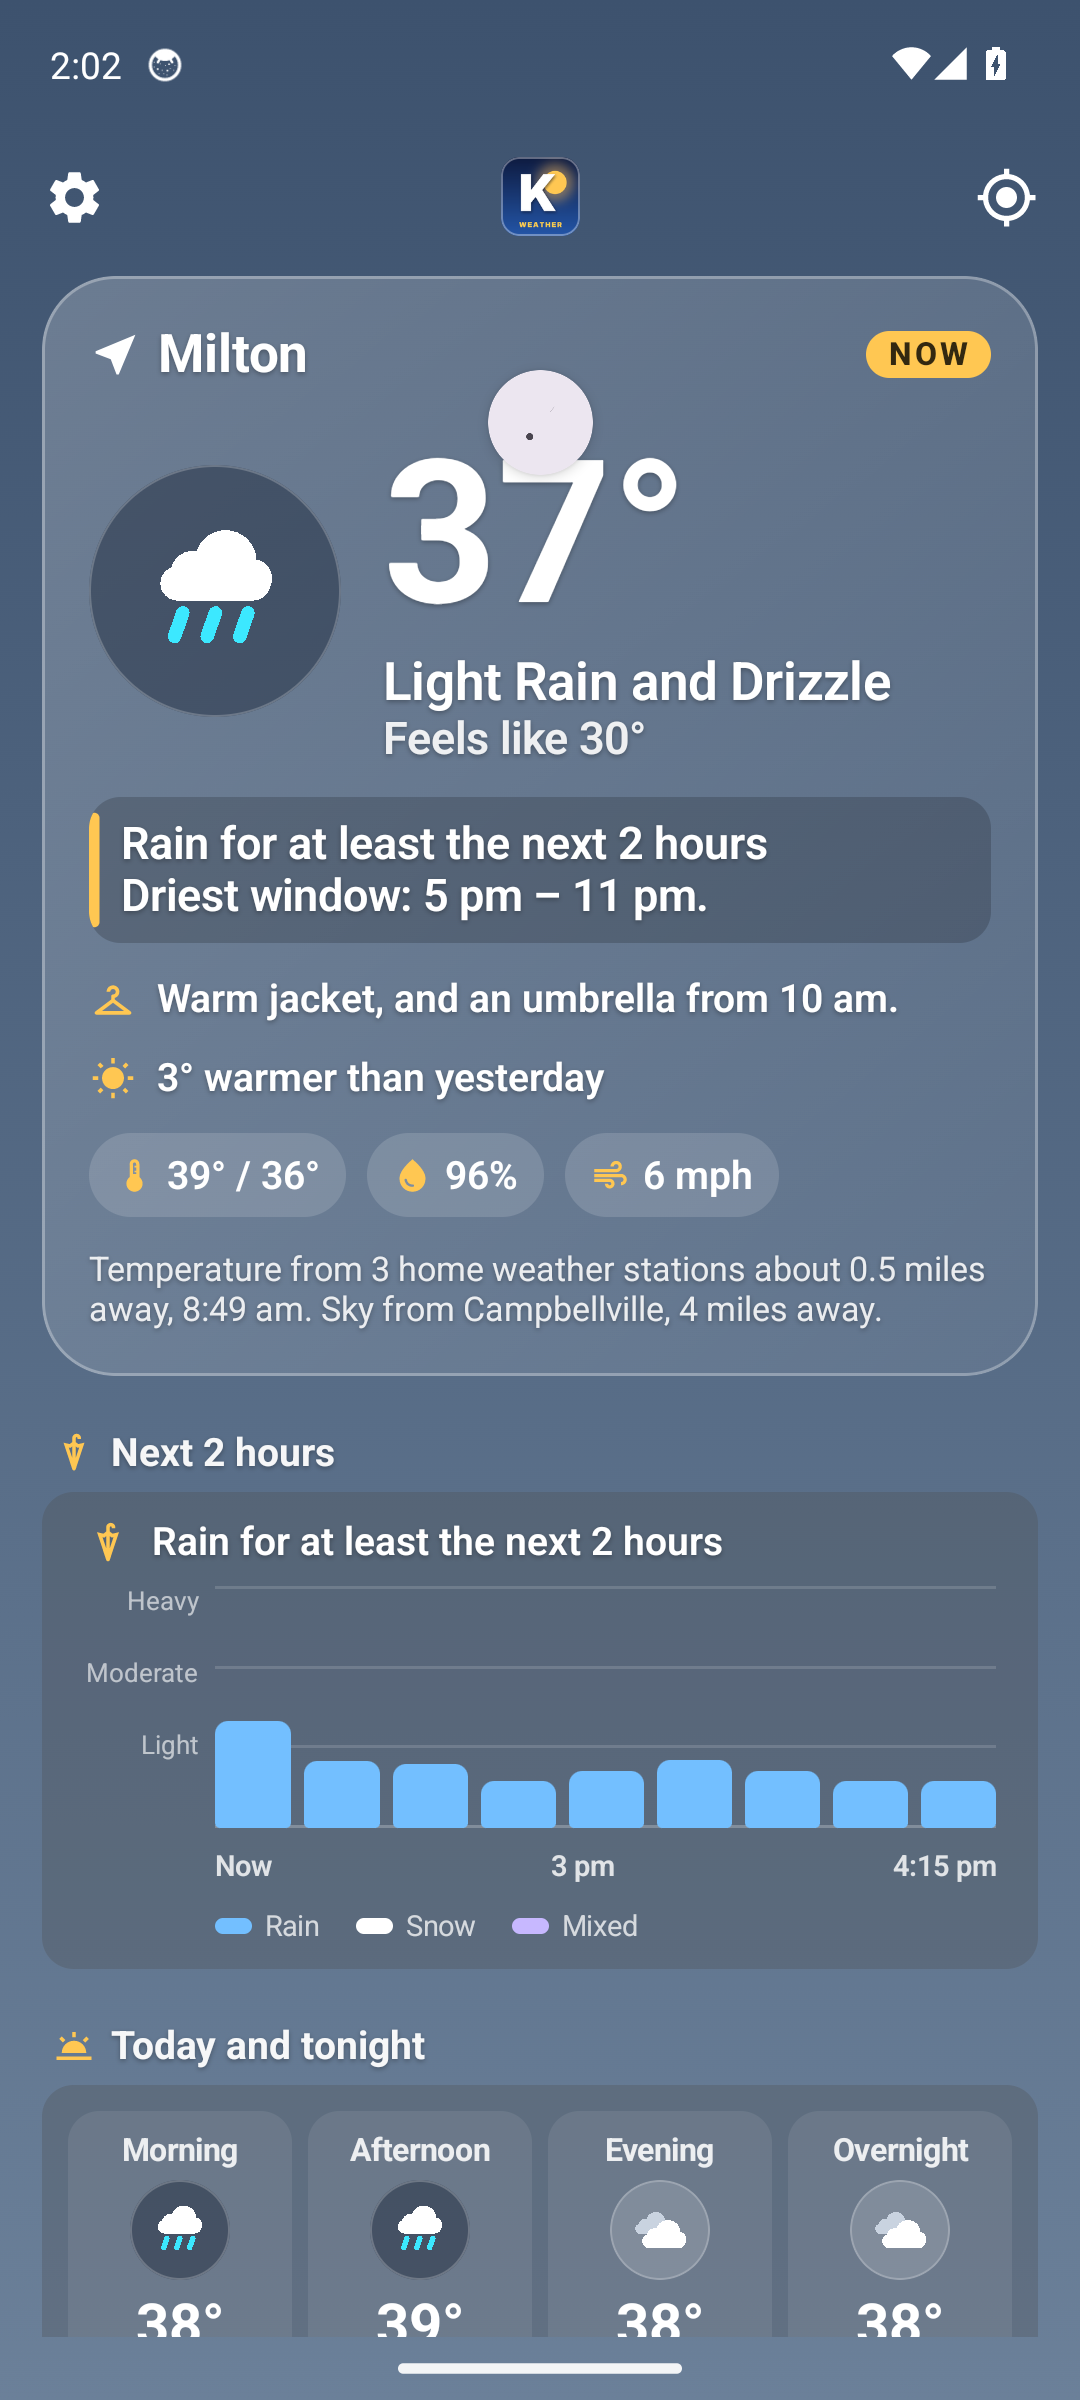 2:02
K
WEATHER
Milton
NOW
37°
Light Rain and Drizzle
Feels like 30°
Rain for at least the next 2 hours
Driest window: 5 pm – 11 pm.
Warm jacket, and an umbrella from 10 am.
3° warmer than yesterday
39° / 36°
96%
6 mph
Temperature from 3 home weather stations about 0.5 miles
away, 8:49 am. Sky from Campbellville, 4 miles away.
Next 2 hours
Rain for at least the next 2 hours
Heavy
Moderate
Light
Now 3 pm 4:15 pm
Rain Snow Mixed
Today and tonight
Morning Afternoon Evening Overnight
38° 39° 38° 38°